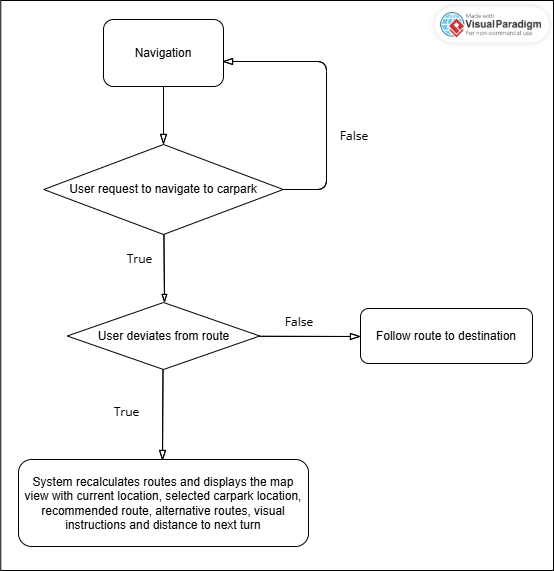 Made with
Visual Paradigm
For non-commercial use
Navigation
False
User request to navigate to carpark
True
User deviates from route
False
Follow route to destination
True
System recalculates routes and displays the map
view with current location, selected carpark location,
recommended route, alternative routes, visual
instructions and distance to next turn